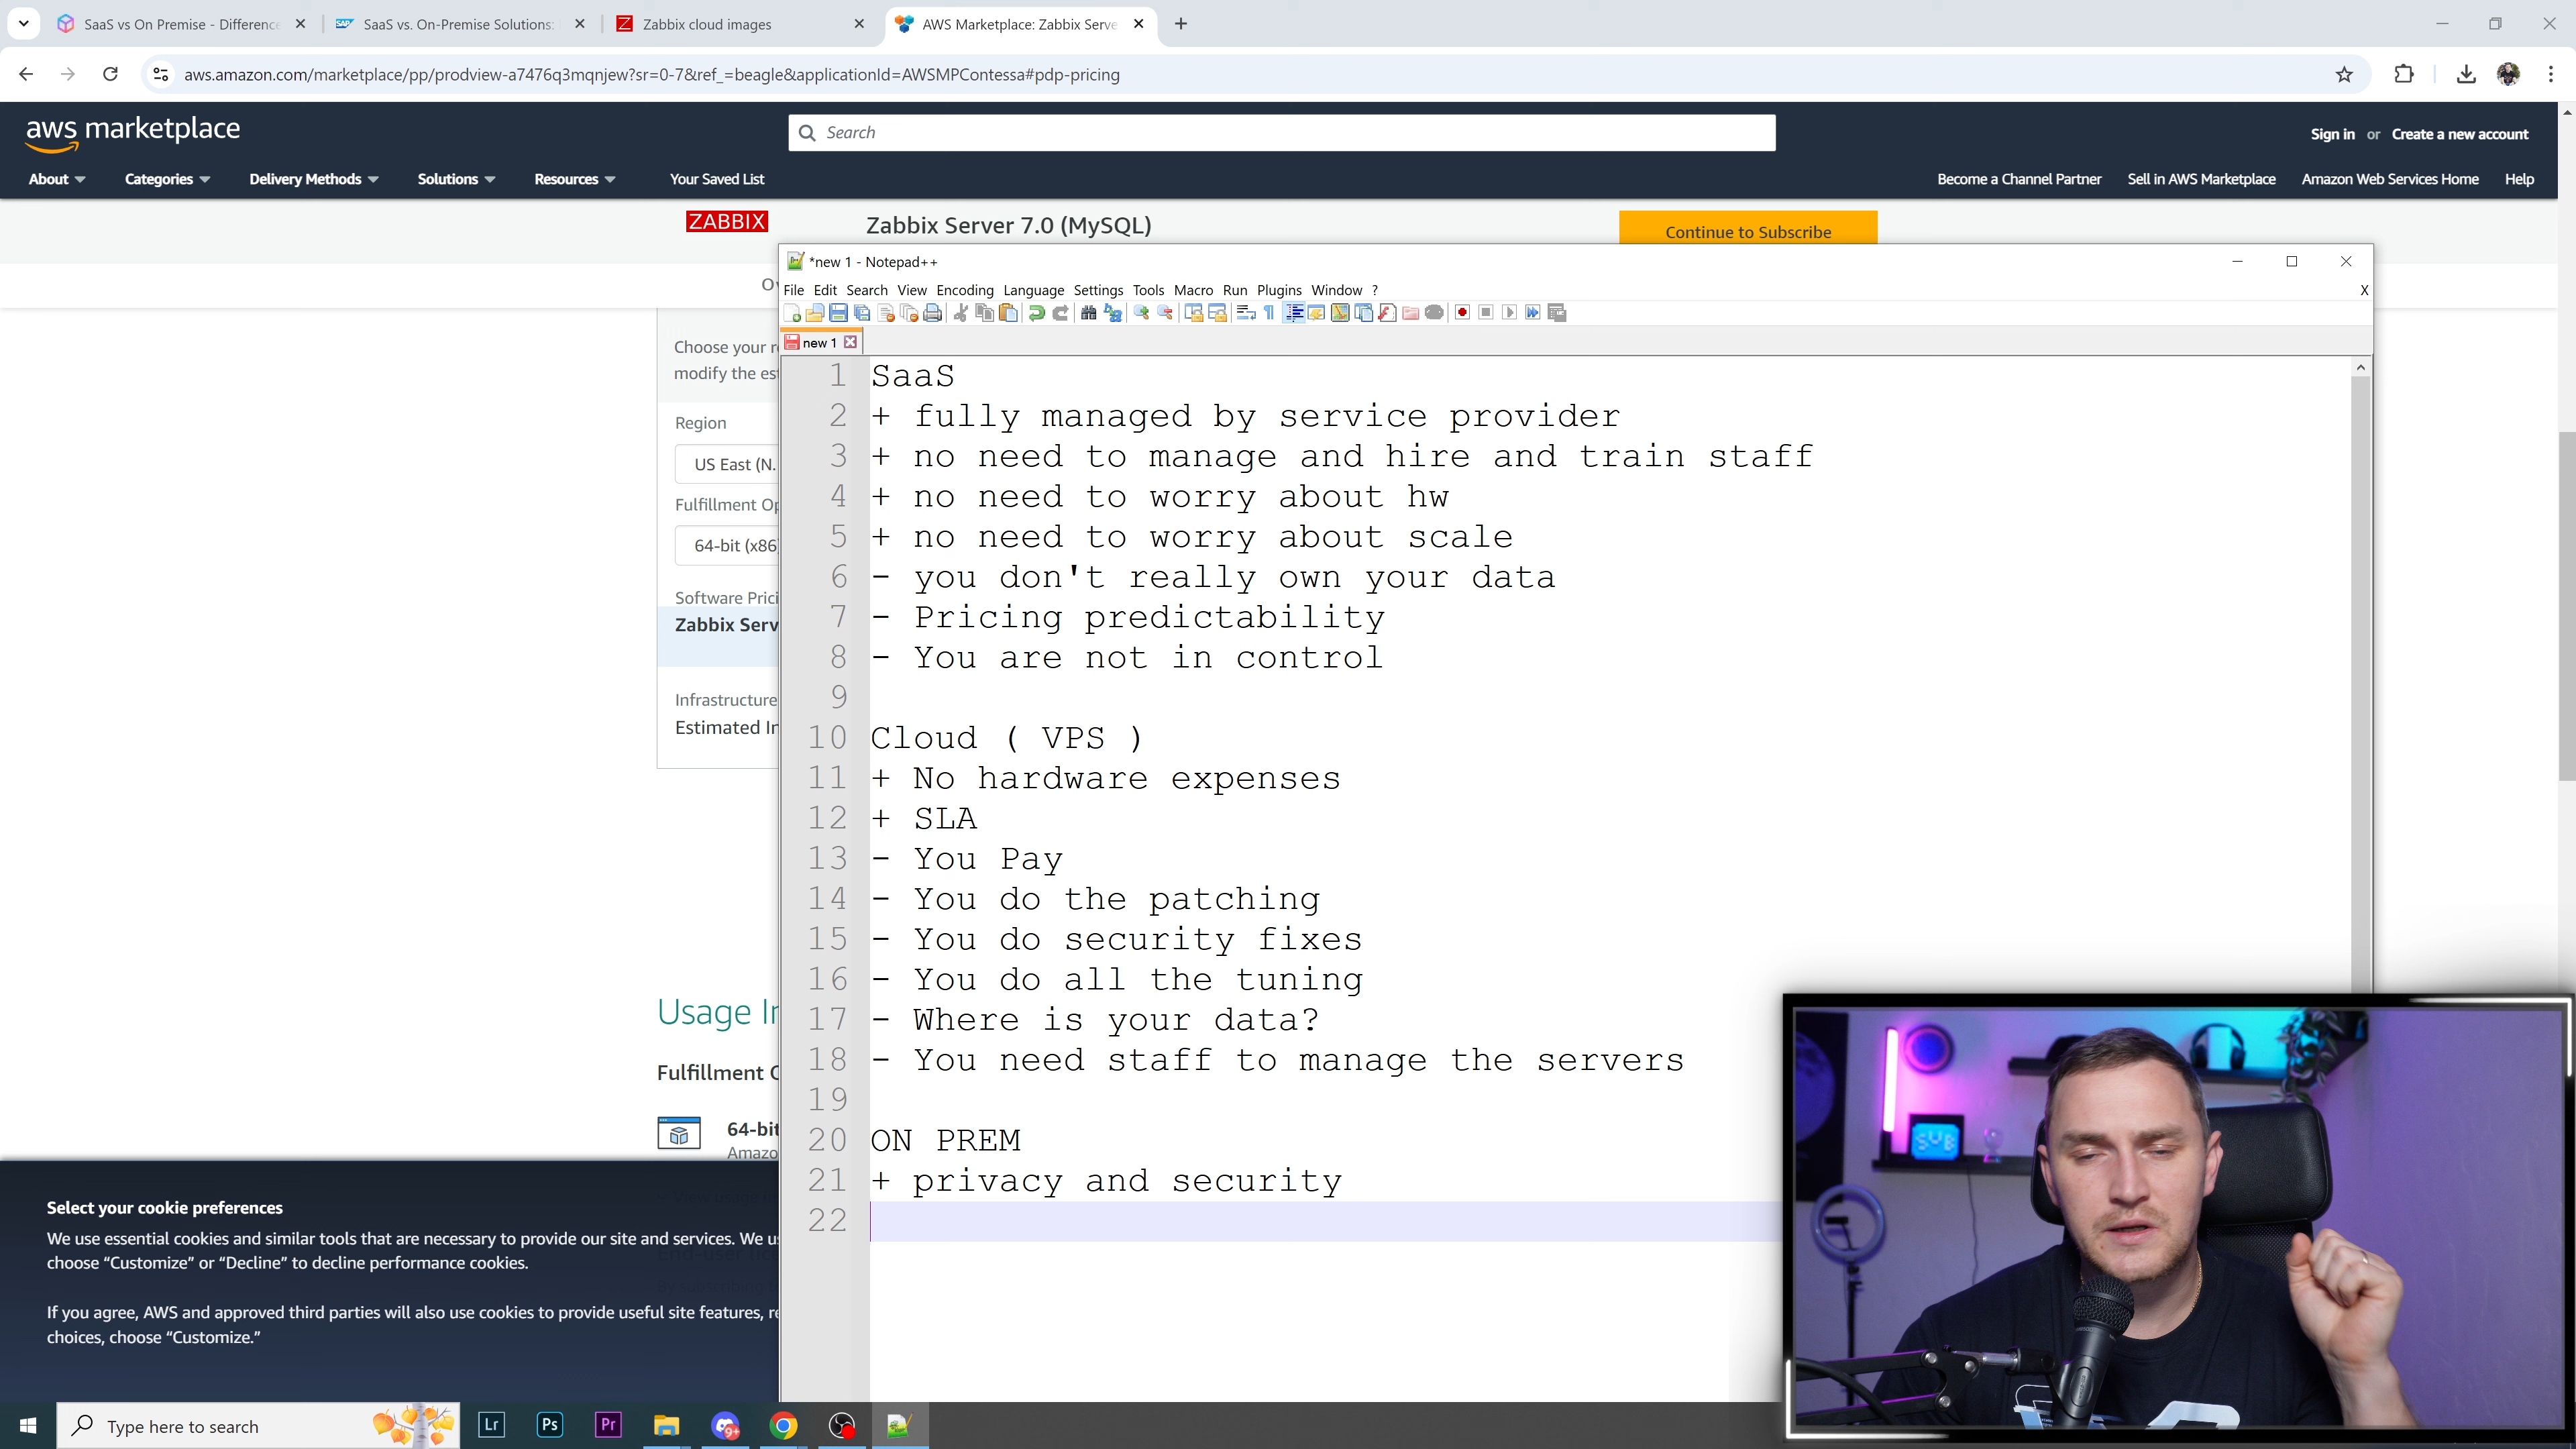 SaaS vs On Premise - Difference
SaaS vs. On-Premise Solutions:
Zabbix cloud images
AWS Marketplace: Zabbix Serve
aws.amazon.com/marketplace/pp/prodview-a7476q3mqnjew?sr=0-7&ref_=beagle&applicationId=AWSMPContessa#pdp-pricing
aws marketplace
Search
Sign in or Create a new account
About
Categories
Delivery Methods
Solutions
Resources
Your Saved List
Become a Channel Partner
Sell in AWS Marketplace
Amazon Web Services Home
Help
ZABBIX
Zabbix Server 7.0 (MySQL)
Continue to Subscribe
*new 1 - Notepad++
File Edit Search View Encoding Language Settings Tools Macro Run Plugins Window ?
X
new 1
Choose your
modify the
Region
US East (N.
Fulfillment
64-bit (x86
Software
Zabbix
Infrastructure
Estimated
Usage
Fulfillment
64-bit
1 SaaS
2 + fully managed by service provider
3 + no need to manage and hire and train staff
4 + no need to worry about hw
5 + no need to worry about scale
6 - you don't really own your data
7 - Pricing predictability
8 - You are not in control
9
10 Cloud ( VPS )
11 + No hardware expenses
12 + SLA
13 - You Pay
14 - You do the patching
15 - You do security fixes
16 - You do all the tuning
17 - Where is your data?
18 - You need staff to manage the servers
19
20 ON PREM
21 + privacy and security
22
Select your cookie preferences
We use essential cookies and similar tools that are necessary to provide our site and services. We
choose “Customize” or “Decline” to decline performance cookies.
If you agree, AWS and approved third parties will also use cookies to provide useful site features,
choices, choose “Customize.”
SUB
Type here to search
Lr
Ps
Pr
9+